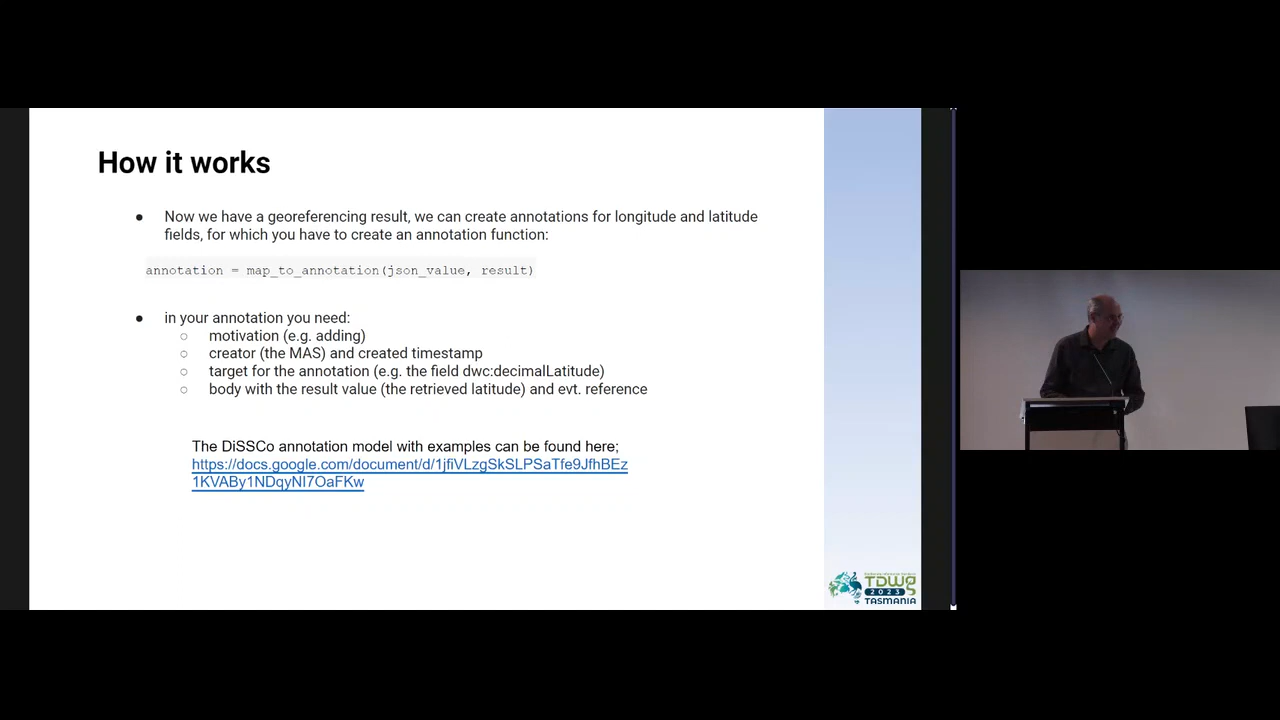 How it works
● Now we have a georeferencing result, we can create annotations for longitude and latitude
fields, for which you have to create an annotation function:
annotation = map_to_annotation(json_value, result)
● in your annotation you need:
○ motivation (e.g. adding)
○ creator (the MAS) and created timestamp
○ target for the annotation (e.g. the field dwc:decimalLatitude)
○ body with the result value (the retrieved latitude) and evt. reference
The DiSSCo annotation model with examples can be found here;
https://docs.google.com/document/d/1jfiVLzgSkSLPSaTfe9JfhBEz
1KVABy1NDqyNI7OaFKw
TDWG
2023
TASMANIA